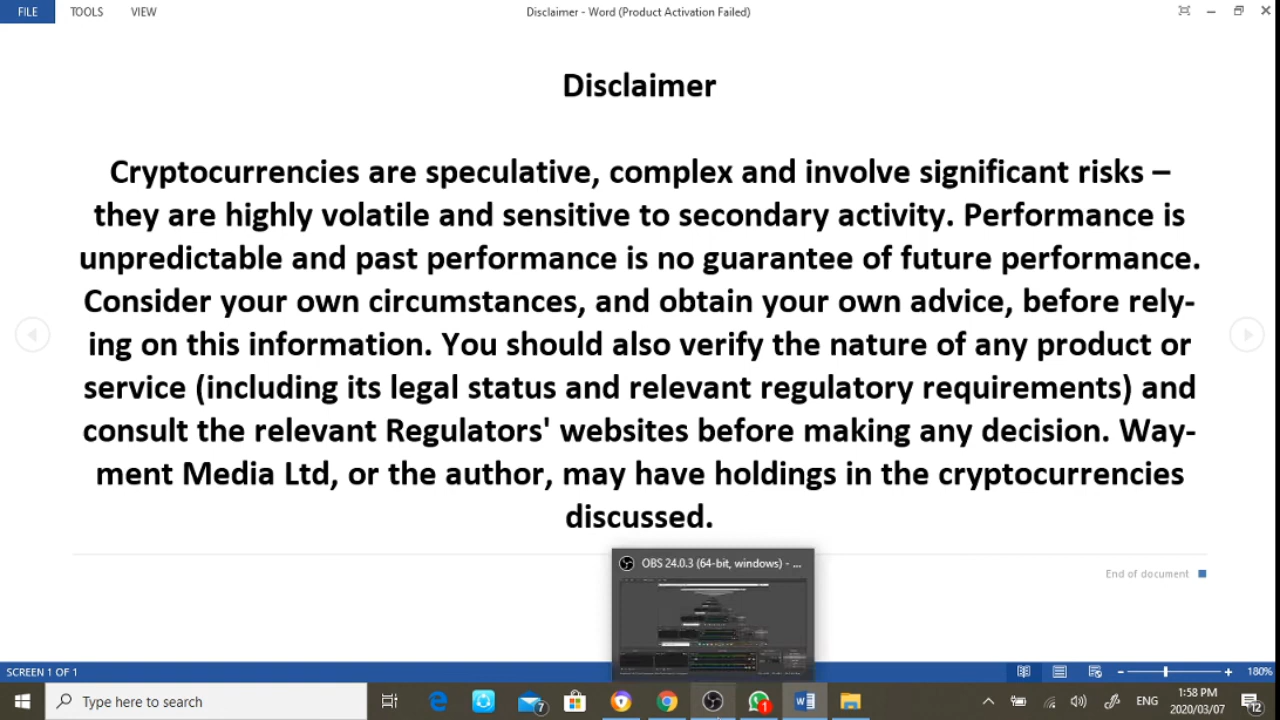 FILE TOOLS VIEW Disclaimer - Word (Product Activation Failed)
Disclaimer
Cryptocurrencies are speculative, complex and involve significant risks –
they are highly volatile and sensitive to secondary activity. Performance is
unpredictable and past performance is no guarantee of future performance.
Consider your own circumstances, and obtain your own advice, before rely-
ing on this information. You should also verify the nature of any product or
service (including its legal status and relevant regulatory requirements) and
consult the relevant Regulators' websites before making any decision. Way-
ment Media Ltd, or the author, may have holdings in the cryptocurrencies
discussed.
OBS 24.0.3 (64-bit, windows) - ...
End of document
SCREEN 1 OF 1 180%
Type here to search 7 1 ENG 1:58 PM
2020/03/07 12